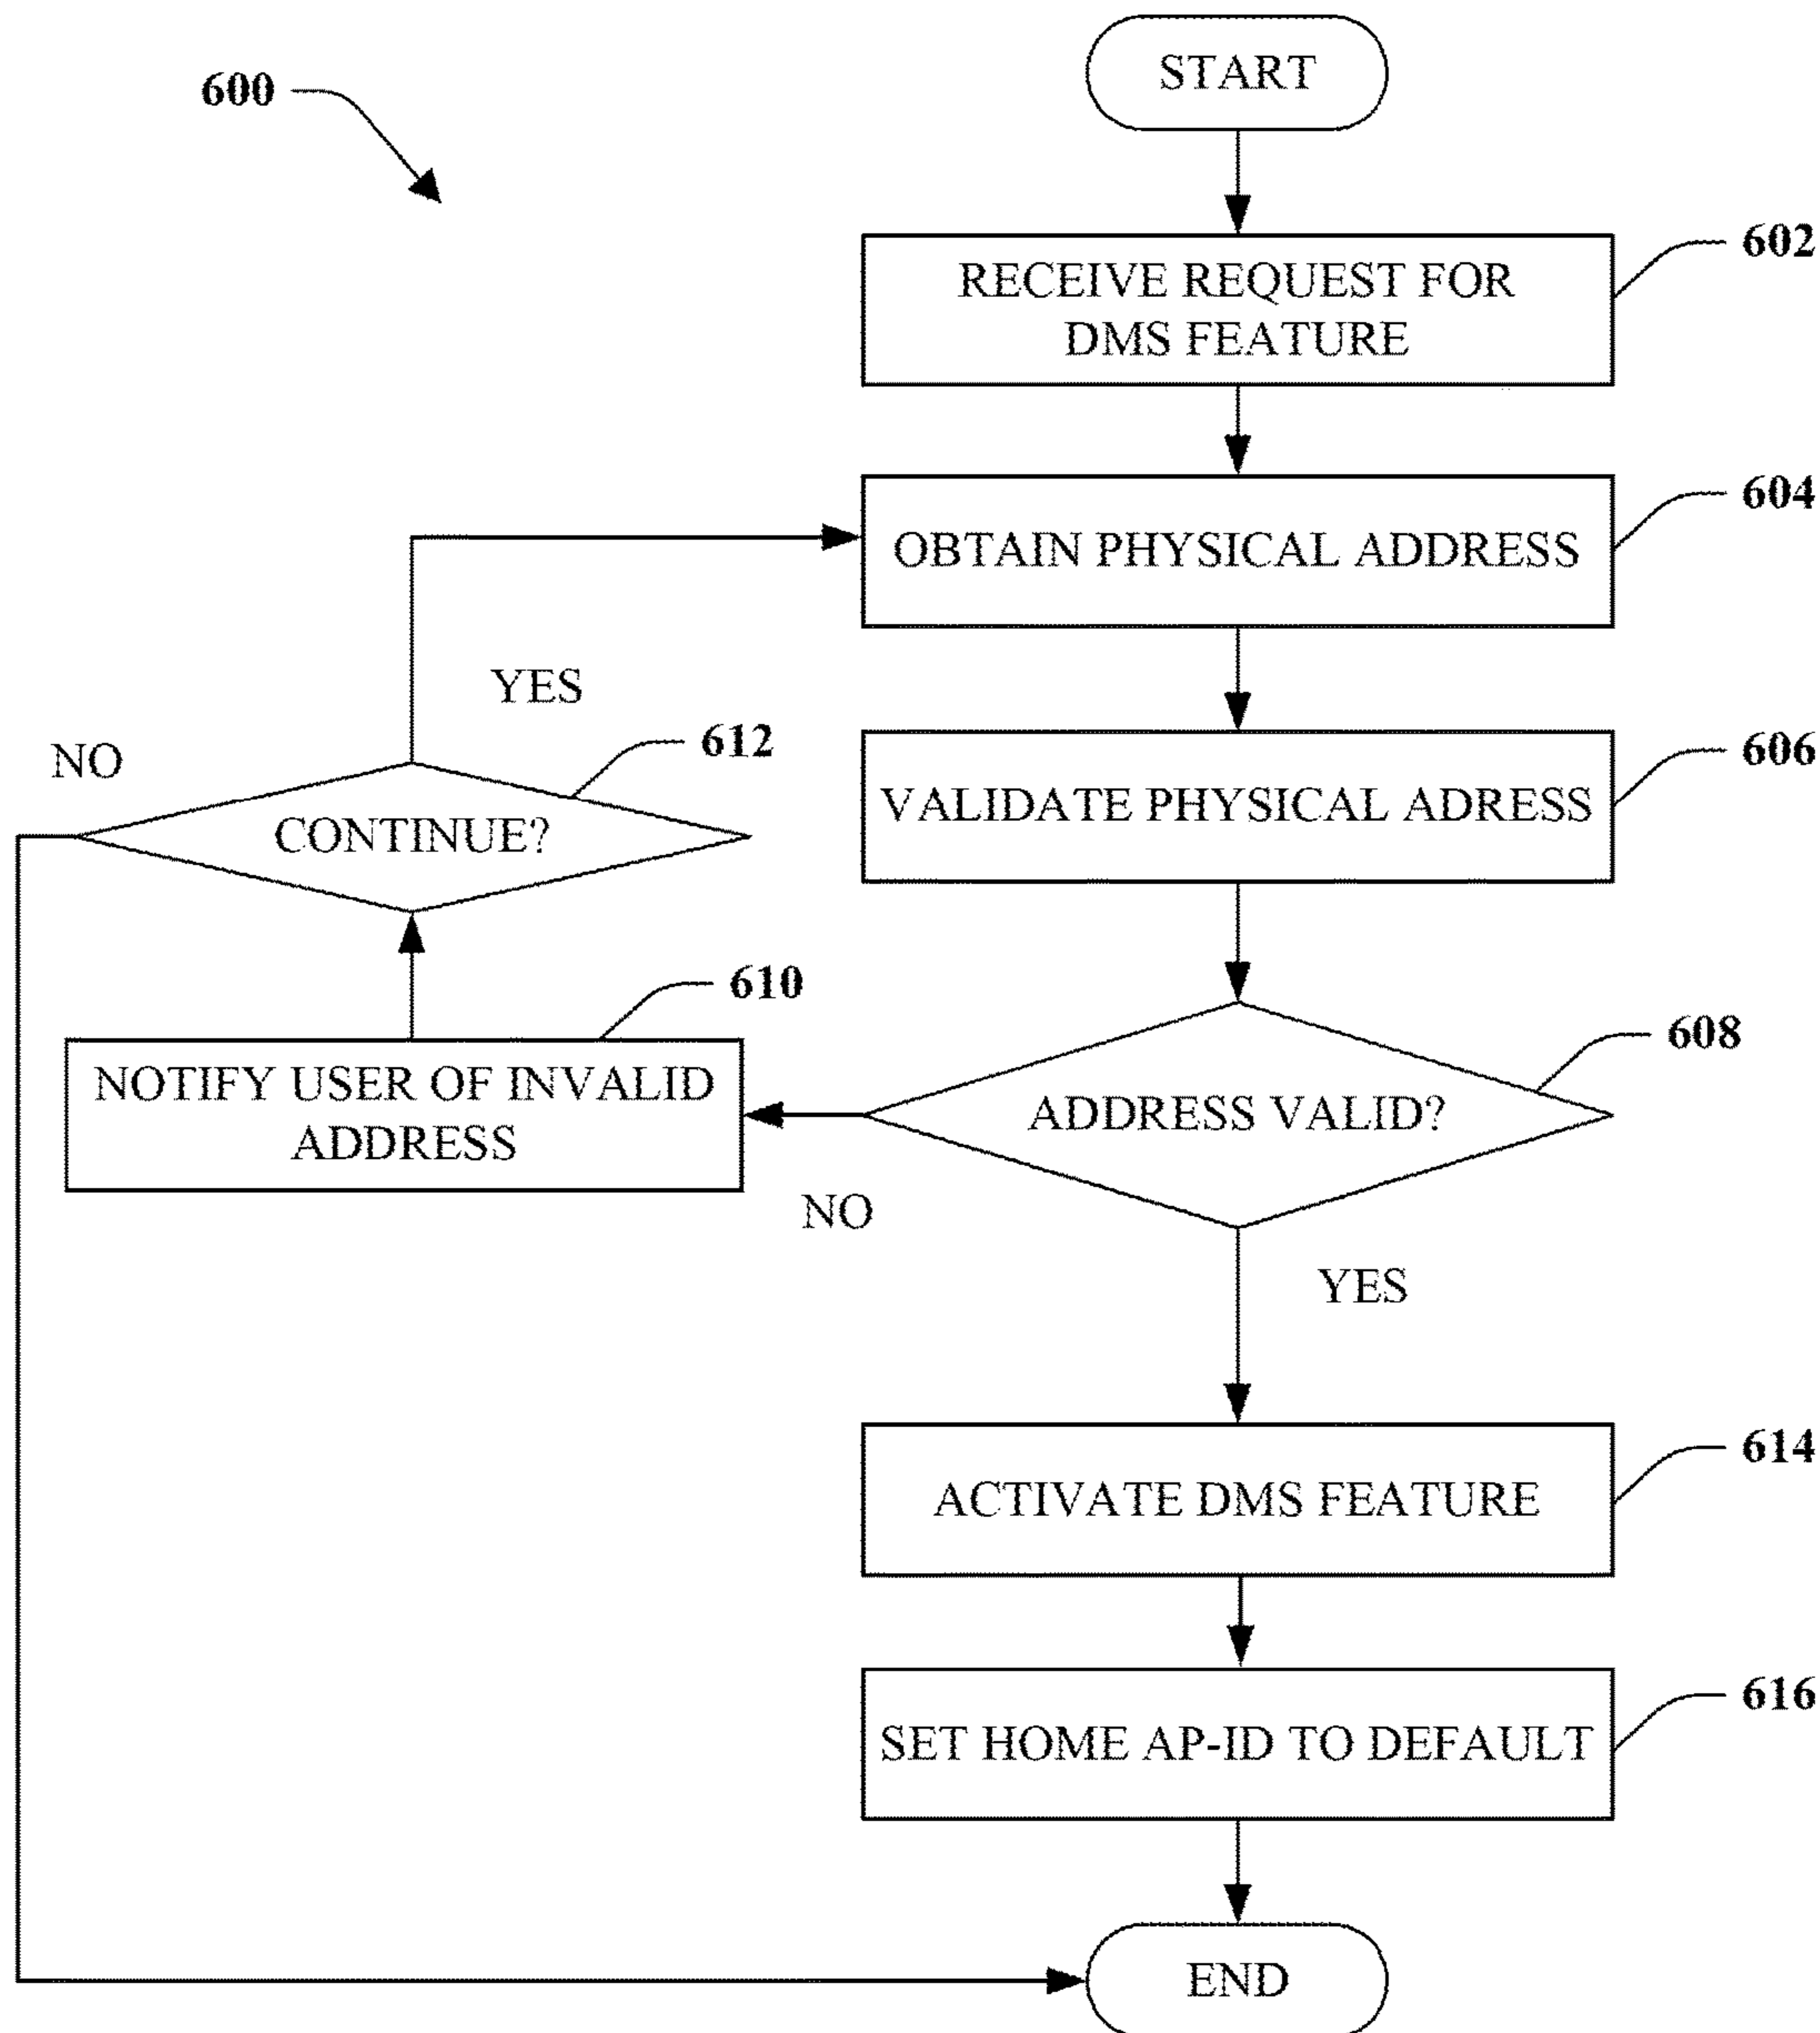 START
600
602
RECEIVE REQUEST FOR
DMS FEATURE
604
OBTAIN PHYSICAL ADDRESS
YES
612
606
NO
CONTINUE?
VALIDATE PHYSICAL ADRESS
610
608
NOTIFY USER OF INVALID
ADDRESS
ADDRESS VALID?
NO
YES
614
ACTIVATE DMS FEATURE
616
SET HOME AP-ID TO DEFAULT
END